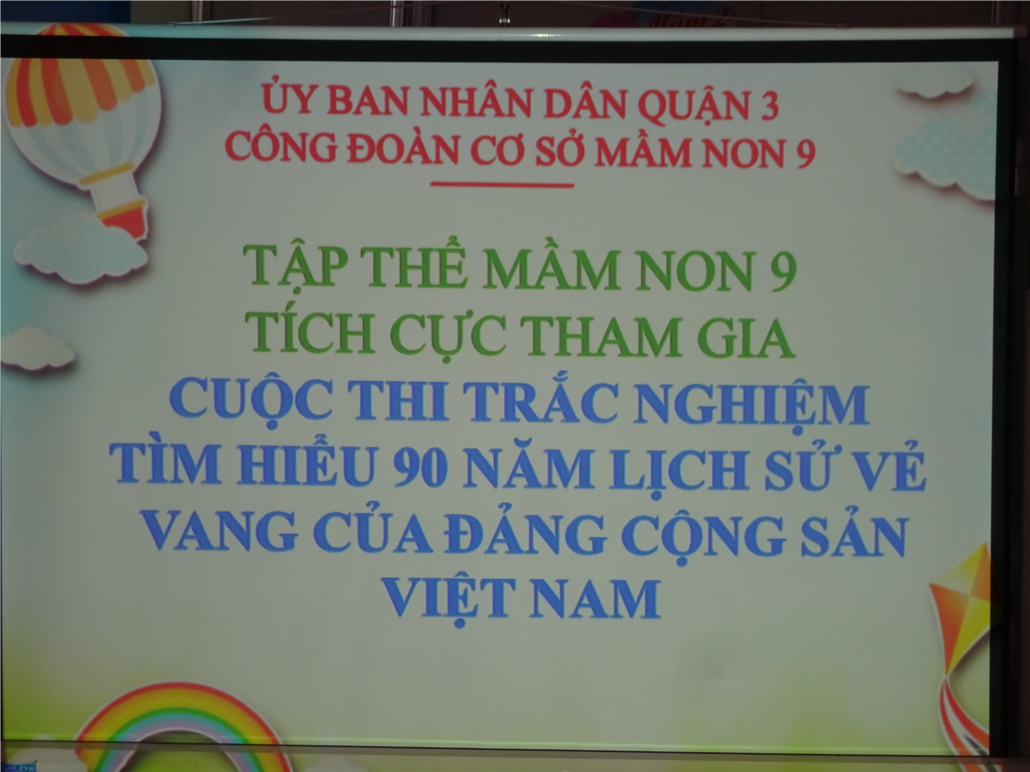 ỦY BAN NHÂN DÂN QUẬN 3
CÔNG ĐOÀN CƠ SỞ MẦM NON 9
TẬP THỂ MẦM NON 9
TÍCH CỰC THAM GIA
CUỘC THI TRẮC NGHIỆM
TÌM HIỂU 90 NĂM LỊCH SỬ VẺ
VANG CỦA ĐẢNG CỘNG SẢN
VIỆT NAM